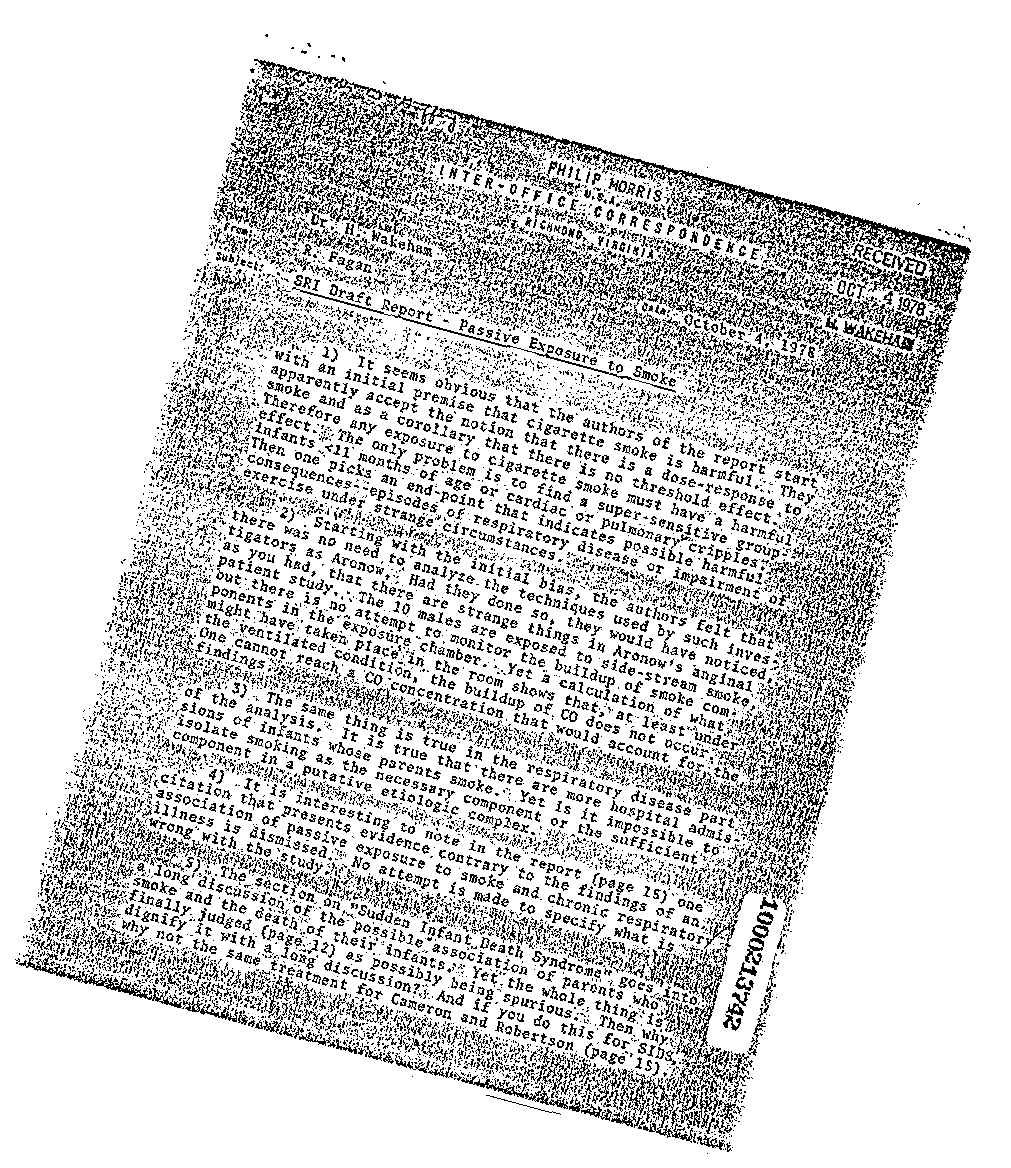 PHILIP MORRIS
U.S.A.
INTER-OFFICE CORRESPONDENCE
RICHMOND, VIRGINIA
RECEIVED
OCT 4 1978
H. WAKEHAM
Dr. H. Wakeham
From:
R. Fagan
Date: October 4, 1978
Subject:
SRI Draft Report - Passive Exposure to Smoke
1) It seems obvious that the authors of the report start
with an initial premise that cigarette smoke is harmful. They
apparently accept the notion that there is a dose-response to
smoke and as a corollary that there is no threshold effect.
Therefore any exposure to cigarette smoke must have a harmful
effect. The only problem is to find a super-sensitive group:
infants <11 months of age or cardiac or pulmonary cripples.
Then one picks an end-point that indicates possible harmful
consequences--episodes of respiratory disease or impairment of
exercise under strange circumstances.
2) Starting with the initial bias, the authors felt that
there was no need to analyze the techniques used by such inves-
tigators as Aronow. Had they done so, they would have noticed,
as you had, that there are strange things in Aronow's anginal
patient study. The 10 males are exposed to side-stream smoke,
but there is no attempt to monitor the buildup of smoke com-
ponents in the exposure chamber. Yet a calculation of what
might have taken place in the room shows that, at least under
the ventilated condition, the buildup of CO does not occur.
One cannot reach a CO concentration that would account for the
findings.
3) The same thing is true in the respiratory disease part
of the analysis. It is true that there are more hospital admis-
sions of infants whose parents smoke. Yet is it impossible to
isolate smoking as the necessary component or the sufficient
component in a putative etiologic complex.
4) It is interesting to note in the report (page 15) one
citation that presents evidence contrary to the findings of an
association of passive exposure to smoke and chronic respiratory
illness is dismissed. No attempt is made to specify what is
wrong with the study.
5) The section on "Sudden Infant Death Syndrome" goes into
a long discussion of the possible association of parents who
smoke and the death of their infants. Yet the whole thing is
finally judged (page 12) as possibly being spurious. Then why
dignify it with a long discussion? And if you do this for SIDS,
why not the same treatment for Cameron and Robertson (page 15).
1000213742